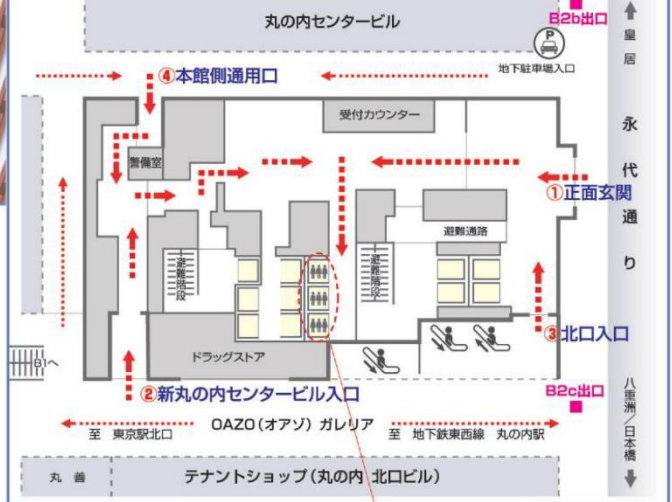 丸の内センタービル
B2b出口
皇居
P
地下駐車場入口
④本館側通用口
受付カウンター
永代通り
警備室
①正面玄関
避難通路
避難階段
避難階段
③北口入口
B1へ
ドラッグストア
②新丸の内センタービル入口
B2c出口
八重洲/日本橋
至 東京駅北口
OAZO(オアゾ)ガレリア
至 地下鉄東西線 丸の内駅
丸善
テナントショップ(丸の内 北口ビル)